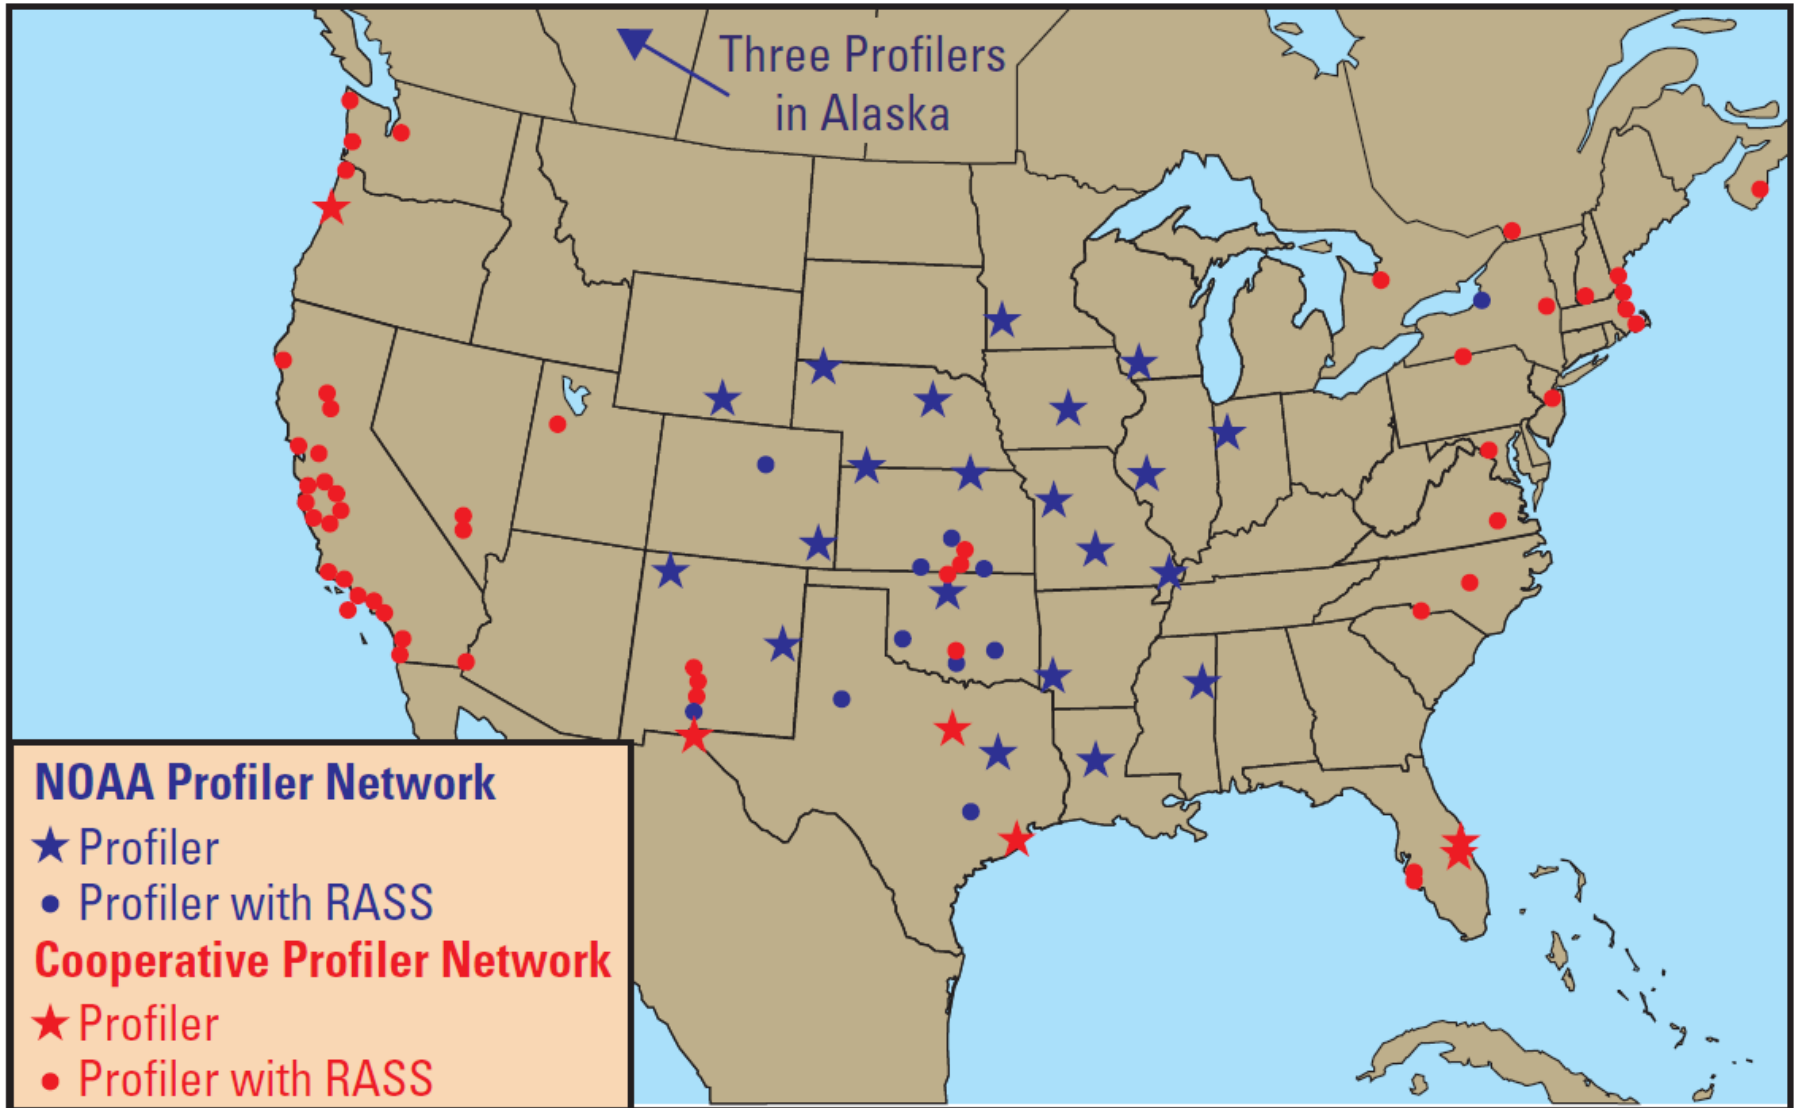 Three Profilers
in Alaska
NOAA Profiler Network
Profiler
Profiler with RASS
Cooperative Profiler Network
Profiler
Profiler with RASS